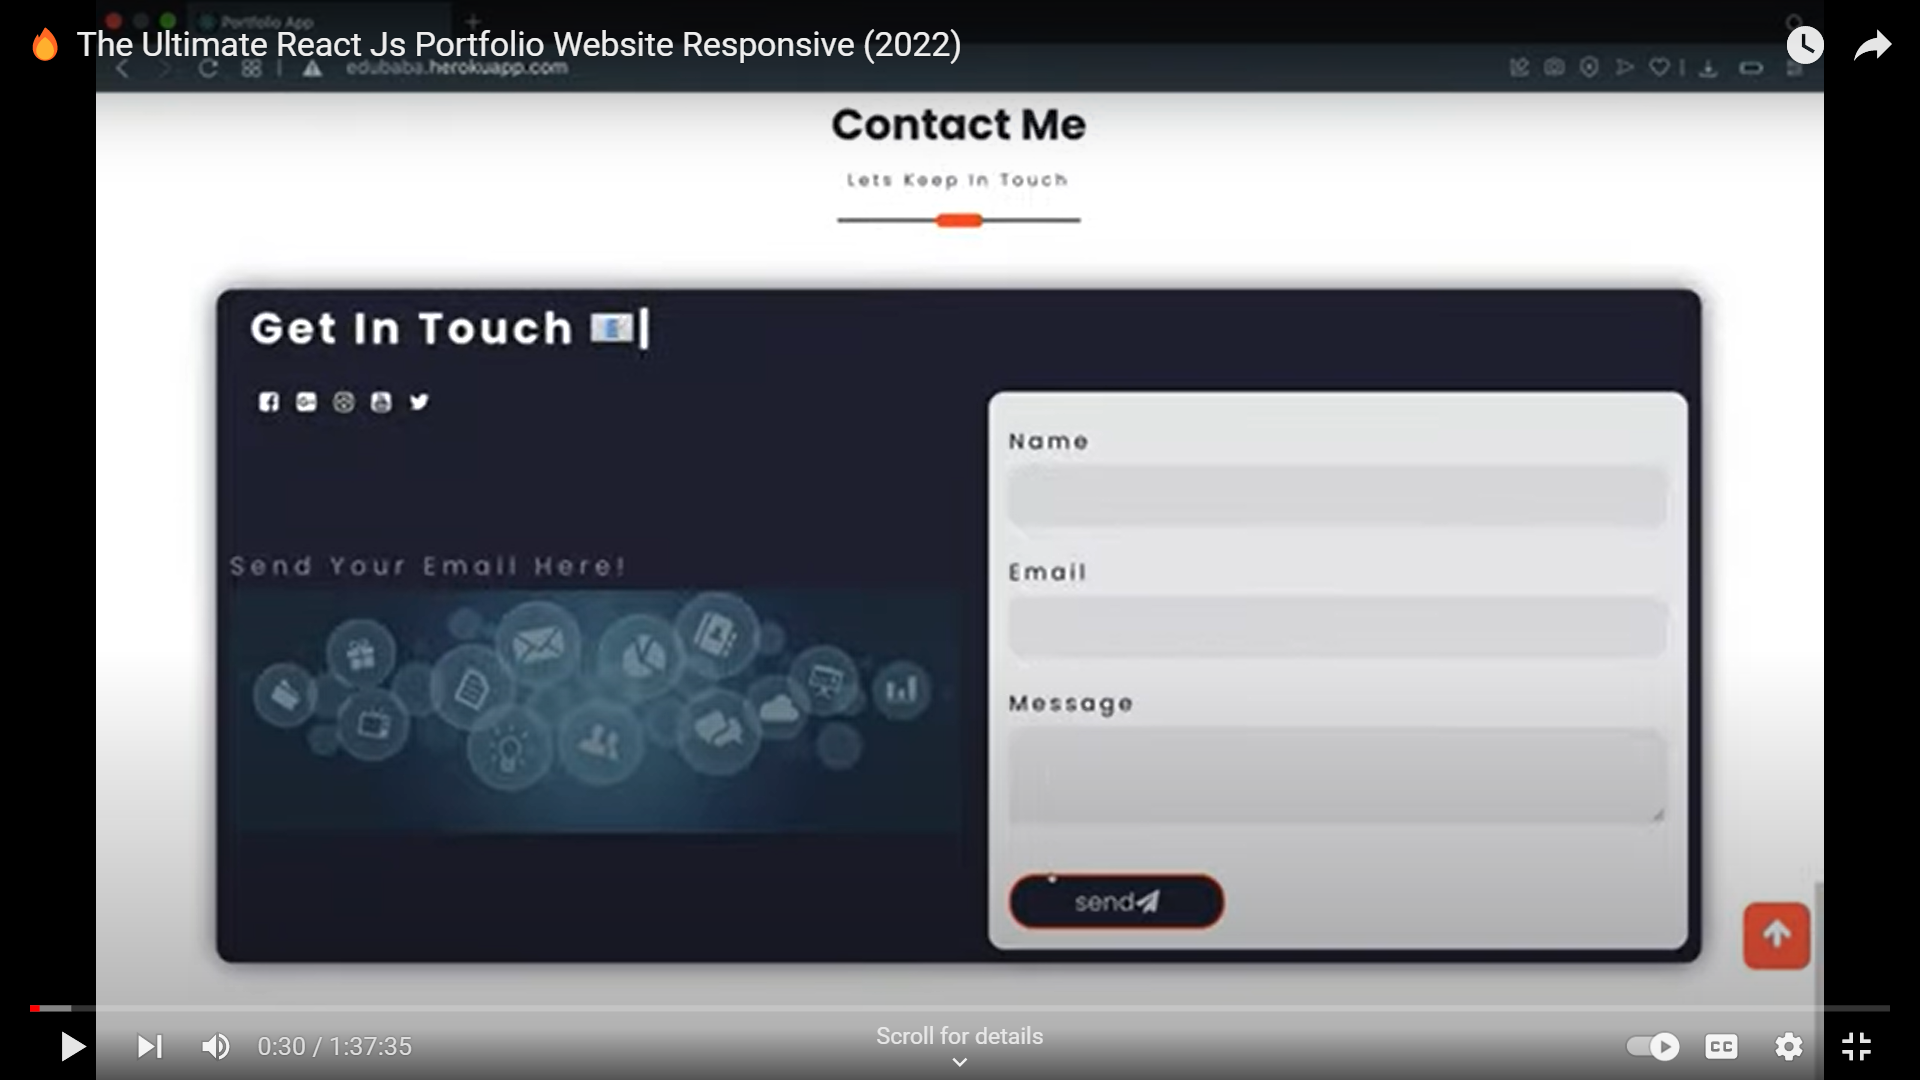 Portfolio App
🔥 The Ultimate React Js Portfolio Website Responsive (2022)
edubaba.herokuapp.com
Contact Me
Lets Keep In Touch
Get In Touch 📧|
Name
Email
Send Your Email Here!
Message
send
0:30 / 1:37:35
Scroll for details
CC